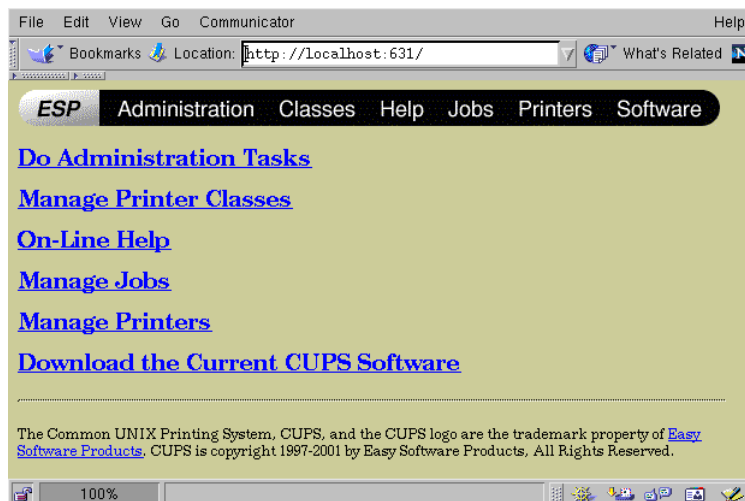 File Edit View Go Communicator Help
Bookmarks Location: http://localhost:631/ What's Related N
ESP Administration Classes Help Jobs Printers Software
Do Administration Tasks
Manage Printer Classes
On-Line Help
Manage Jobs
Manage Printers
Download the Current CUPS Software
The Common UNIX Printing System, CUPS, and the CUPS logo are the trademark property of Easy
Software Products. CUPS is copyright 1997-2001 by Easy Software Products, All Rights Reserved.
100%